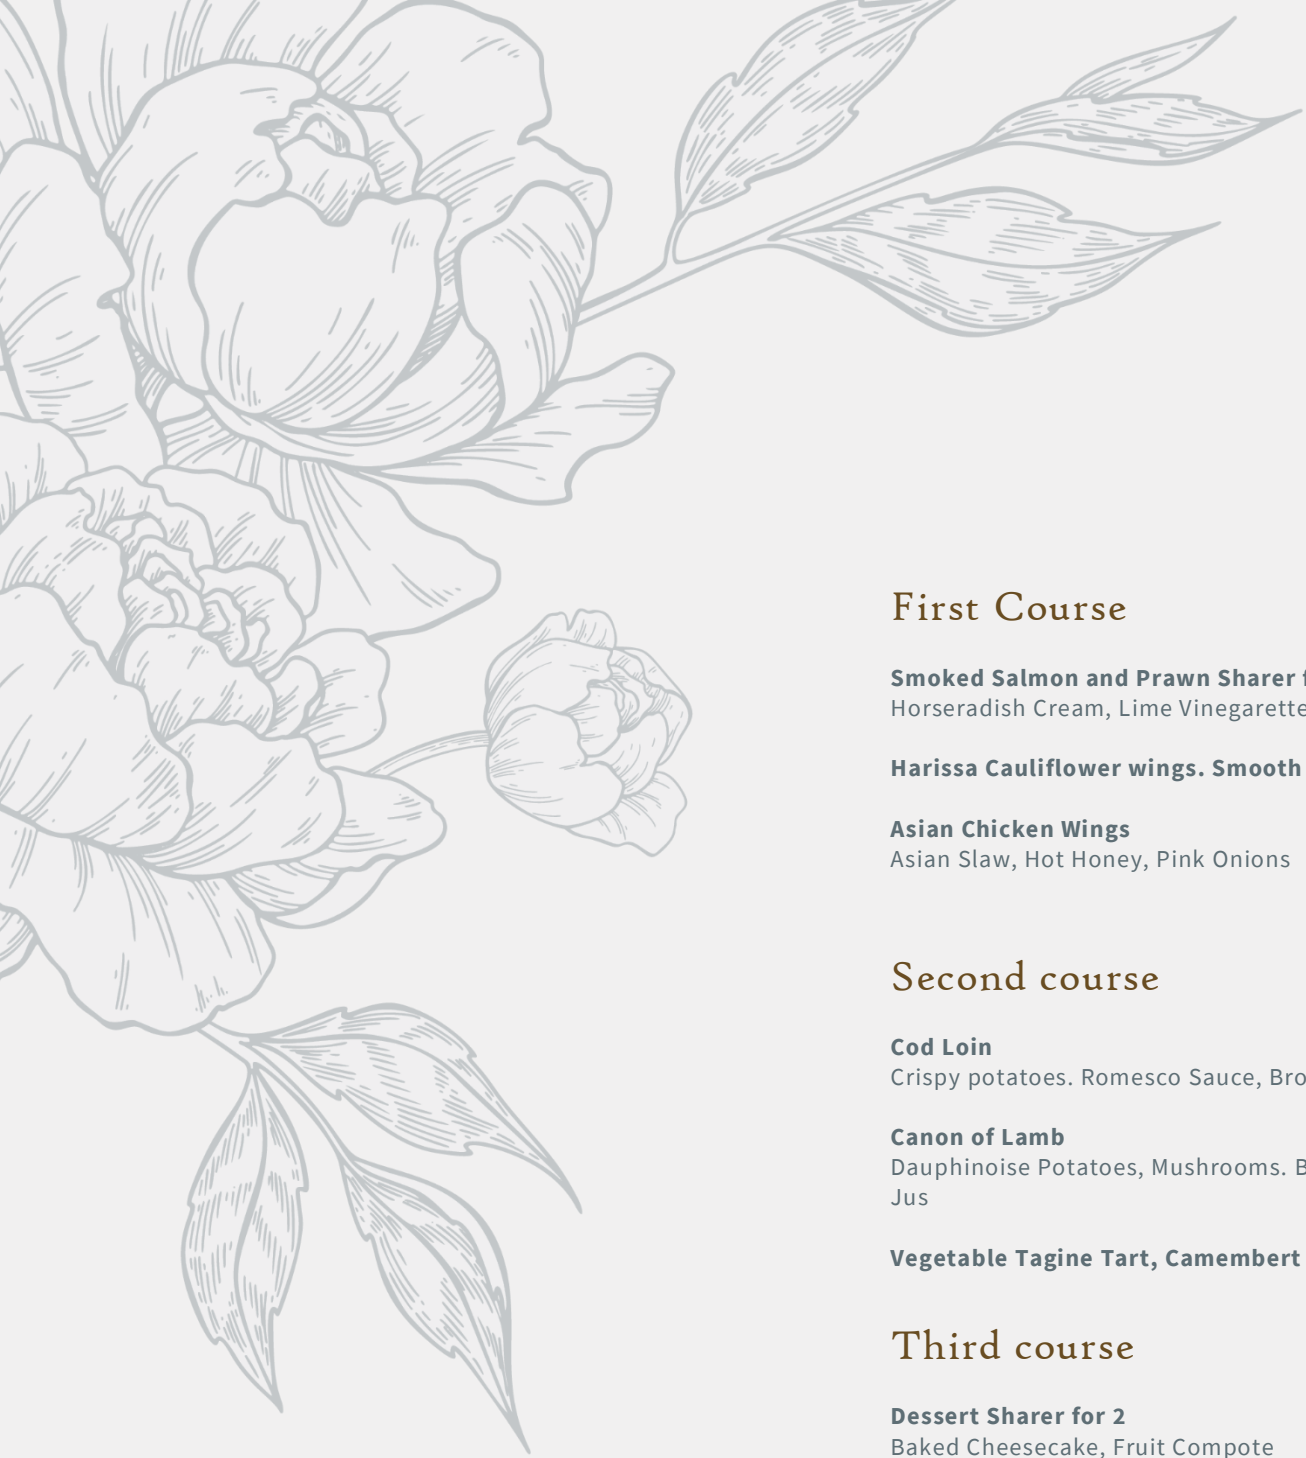 First Course
Smoked Salmon and Prawn Sharer
Horseradish Cream, Lime Vinegarette
Harissa Cauliflower wings. Smooth
Asian Chicken Wings
Asian Slaw, Hot Honey, Pink Onions
Second course
Cod Loin
Crispy potatoes. Romesco Sauce,
Canon of Lamb
Dauphinoise Potatoes, Mushrooms.
Jus
Vegetable Tagine Tart, Camembert
Third course
Dessert Sharer for 2
Baked Cheesecake, Fruit Compote